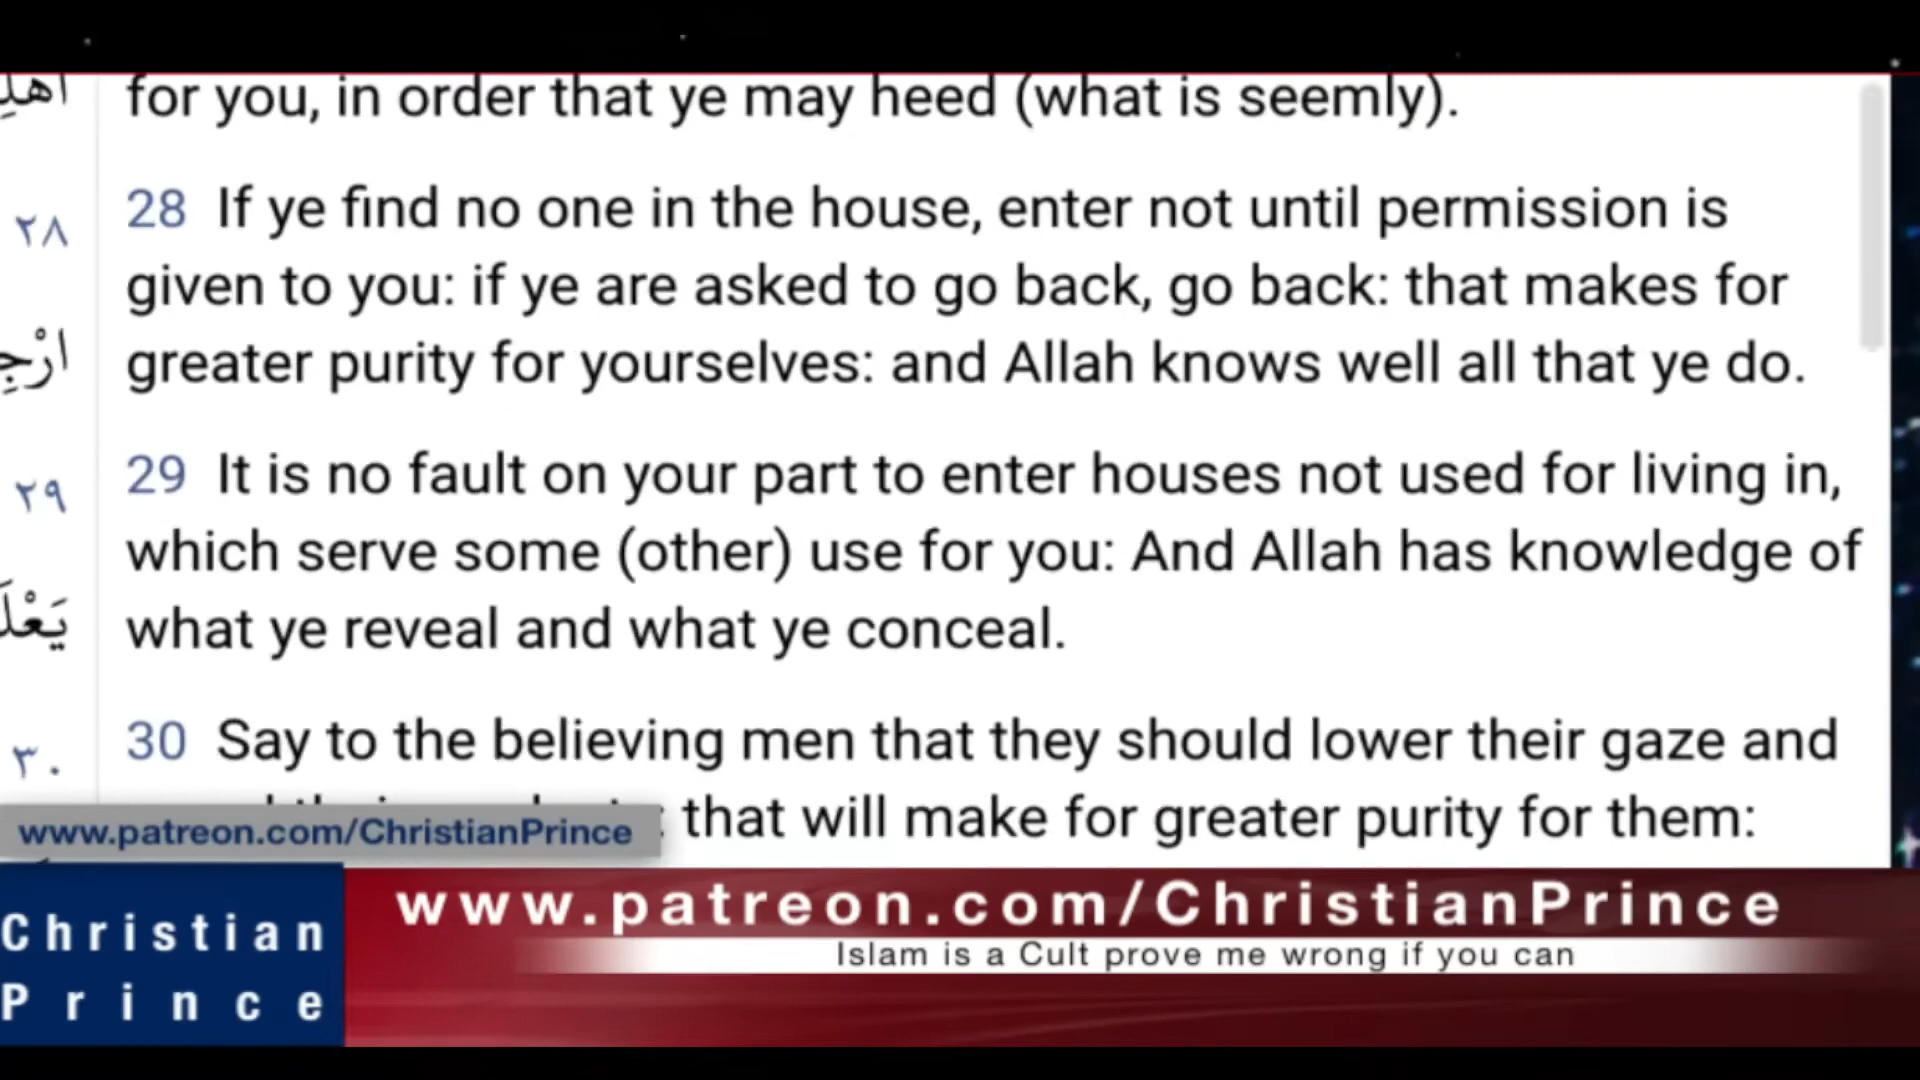 for you, in order that ye may heed (what is seemly).
٢٨
28 If ye find no one in the house, enter not until permission is
given to you: if ye are asked to go back, go back: that makes for
greater purity for yourselves: and Allah knows well all that ye do.
٢٩
29 It is no fault on your part to enter houses not used for living in,
which serve some (other) use for you: And Allah has knowledge of
what ye reveal and what ye conceal.
٣٠
30 Say to the believing men that they should lower their gaze and
that will make for greater purity for them:
www.patreon.com/ChristianPrince
Christian
Prince
www.patreon.com/ChristianPrince
Islam is a Cult prove me wrong if you can